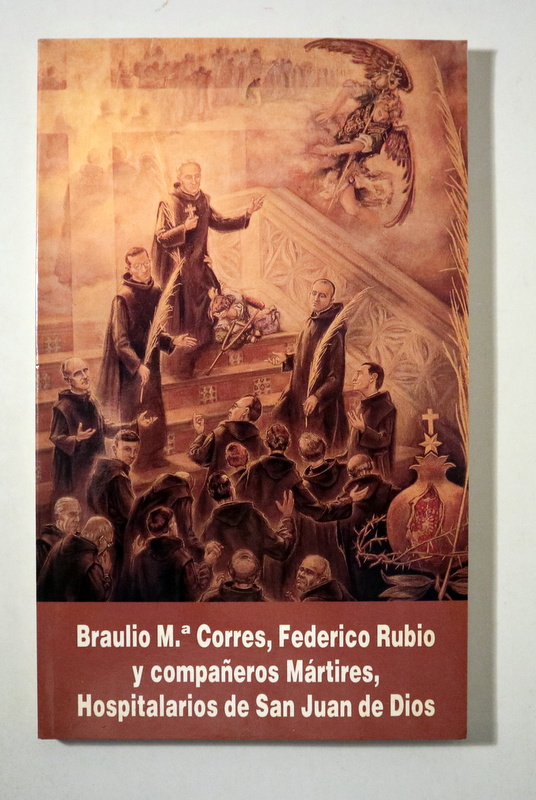 Braulio M.ª Corres, Federico Rubio
y compañeros Mártires,
Hospitalarios de San Juan de Dios